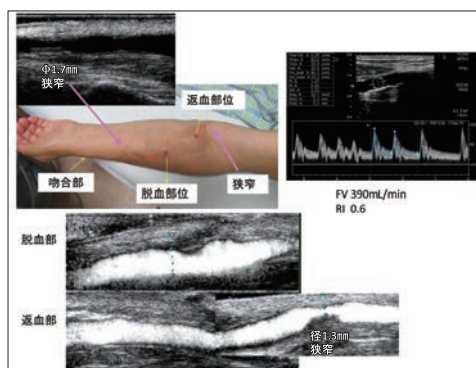 Φ1.7mm
狭窄
返血部位
吻合部
脱血部位
狭窄
FV 390mL/min
RI 0.6
脱血部
返血部
径1.3mm
狭窄